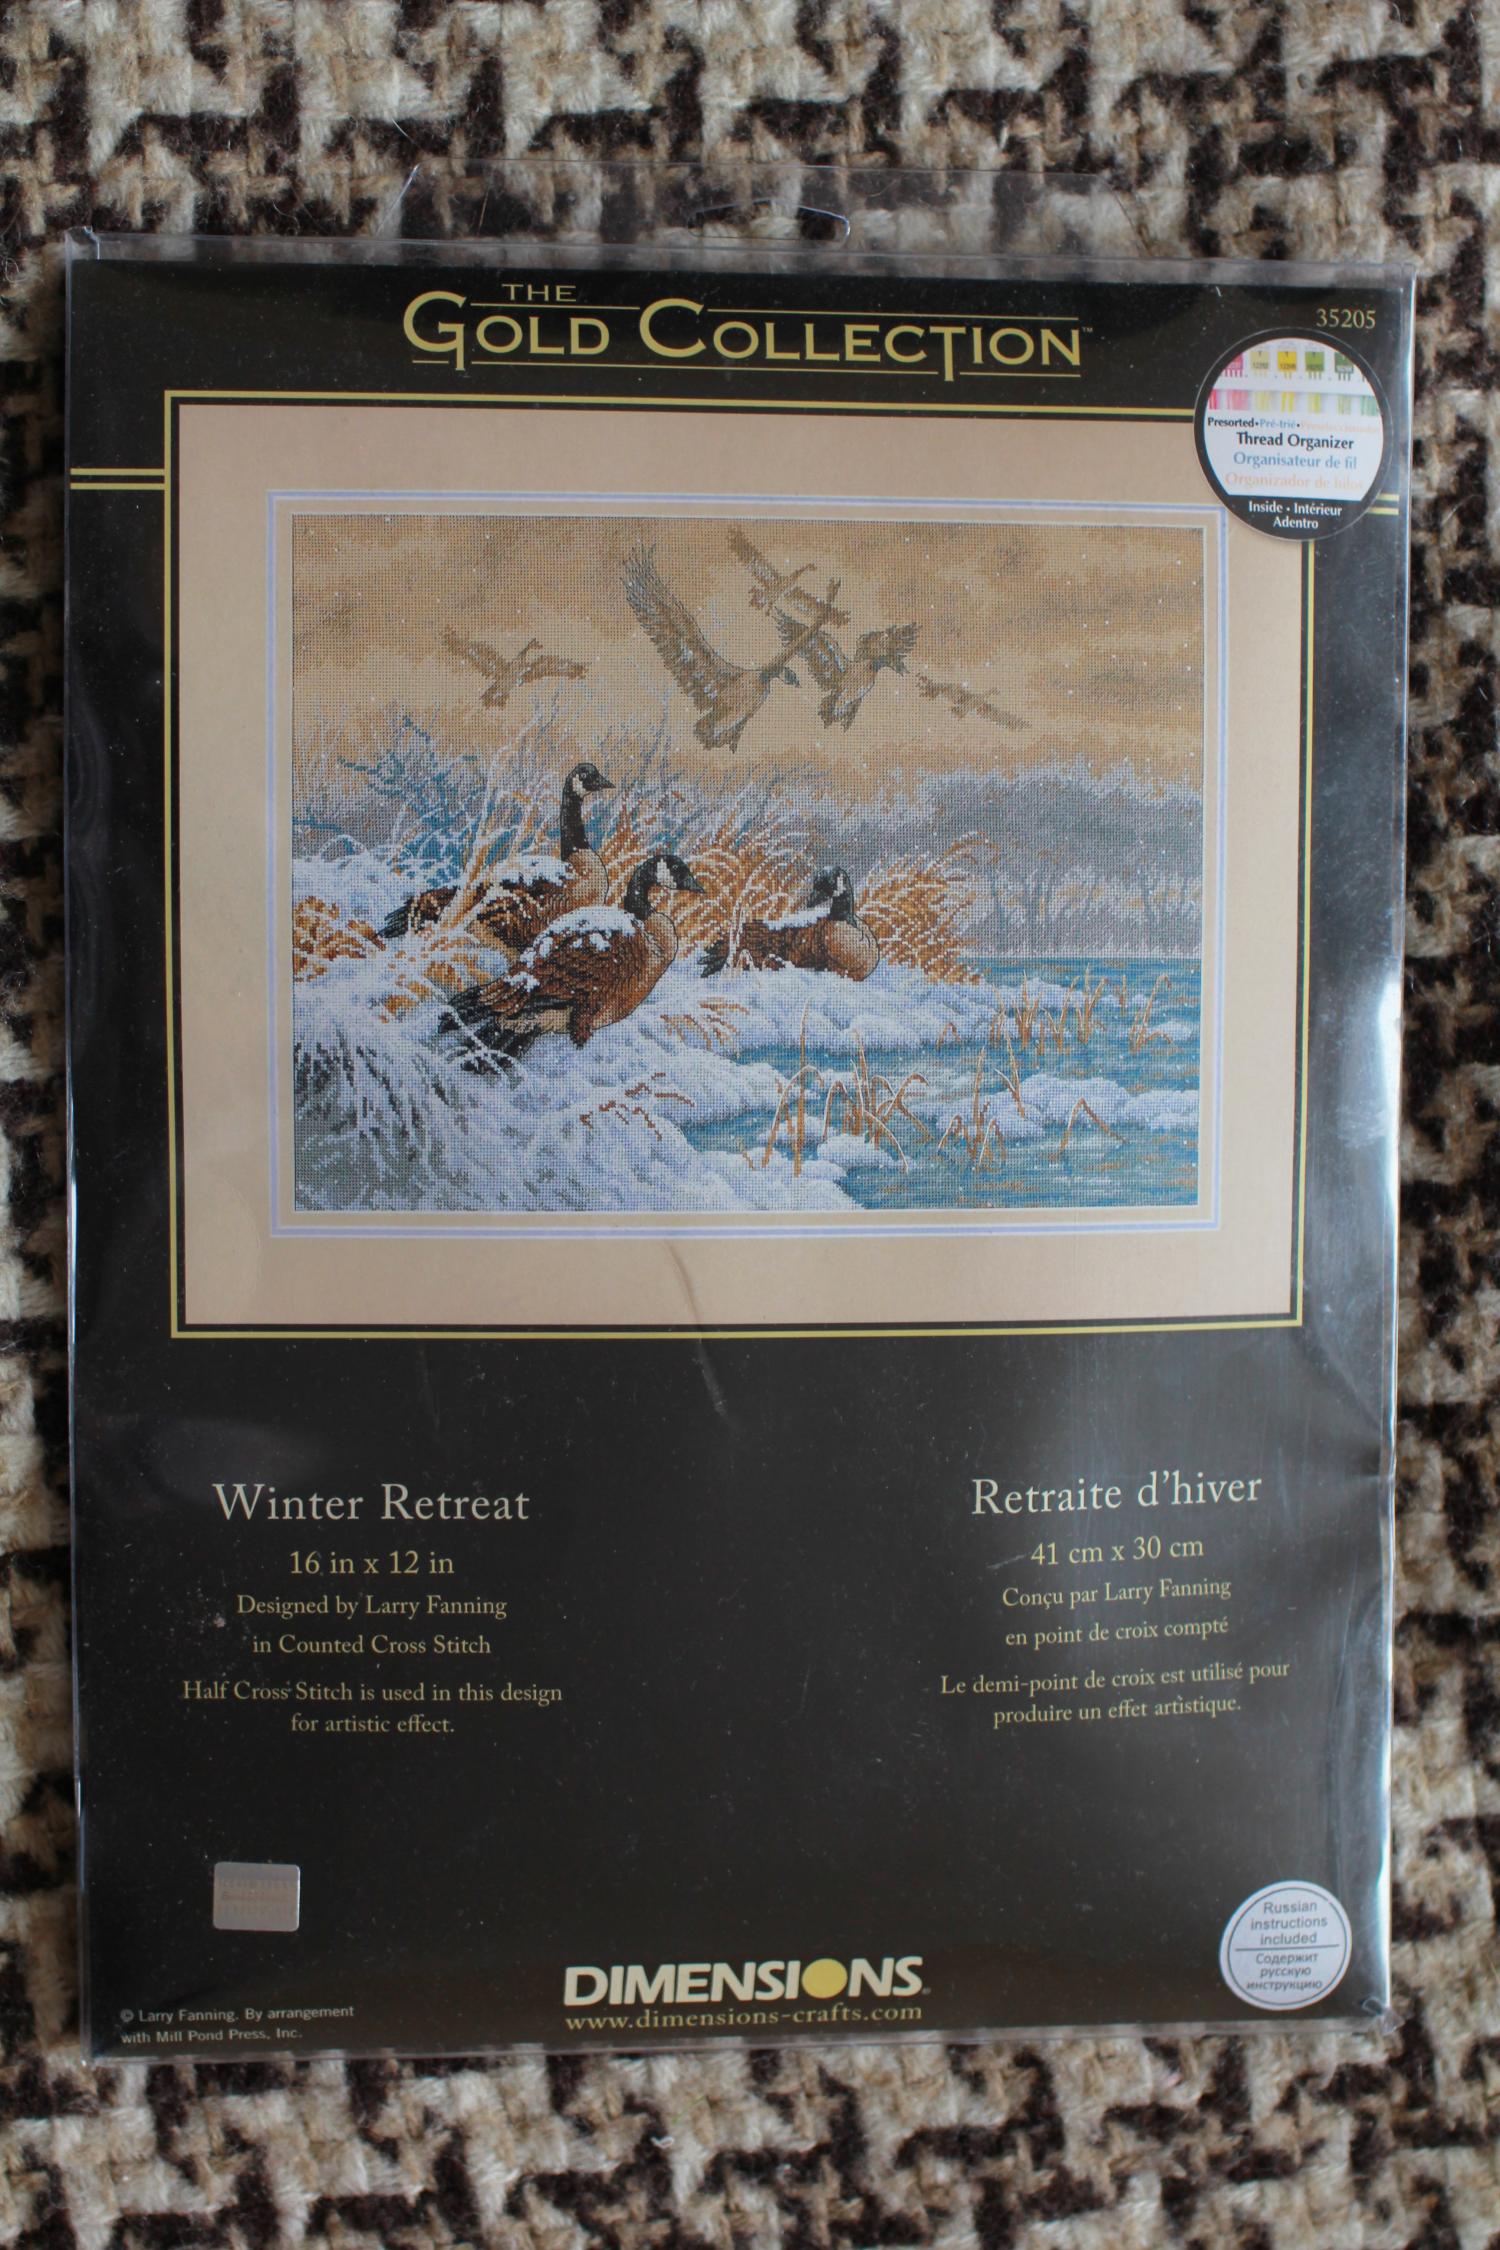 THE
GOLD COLLECTION™
35205
Presorted•Pré-trié•
Thread Organizer
Organisateur de fil
Organizador de hilos
Inside • Intérieur
Adentro
Winter Retreat
16 in x 12 in
Designed by Larry Fanning
in Counted Cross Stitch
Half Cross Stitch is used in this design
for artistic effect.
Retraite d'hiver
41 cm x 30 cm
Conçu par Larry Fanning
en point de croix compté
Le demi-point de croix est utilisé pour
produire un effet artistique.
Russian
instructions
included
Содержит
русскую
инструкцию
DIMENSIONS®
www.dimensions-crafts.com
© Larry Fanning. By arrangement
with Mill Pond Press, Inc.